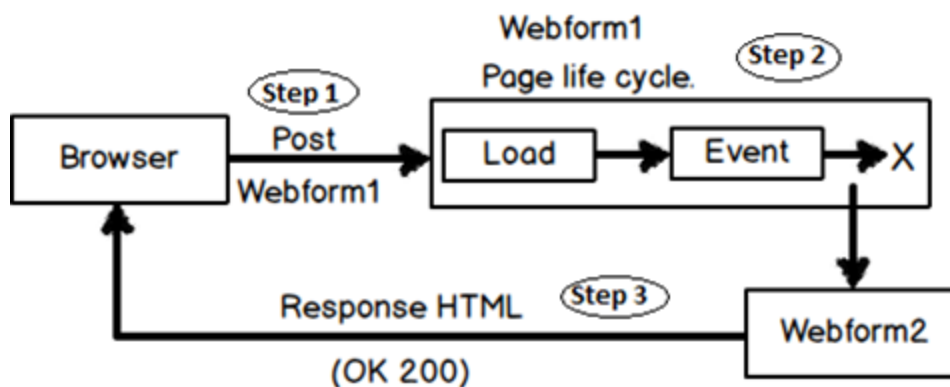 Webform1
Step 2
Page life cycle.
Step 1
Post
Browser
Load
Event
X
Webform1
Step 3
Response HTML
Webform2
(OK 200)